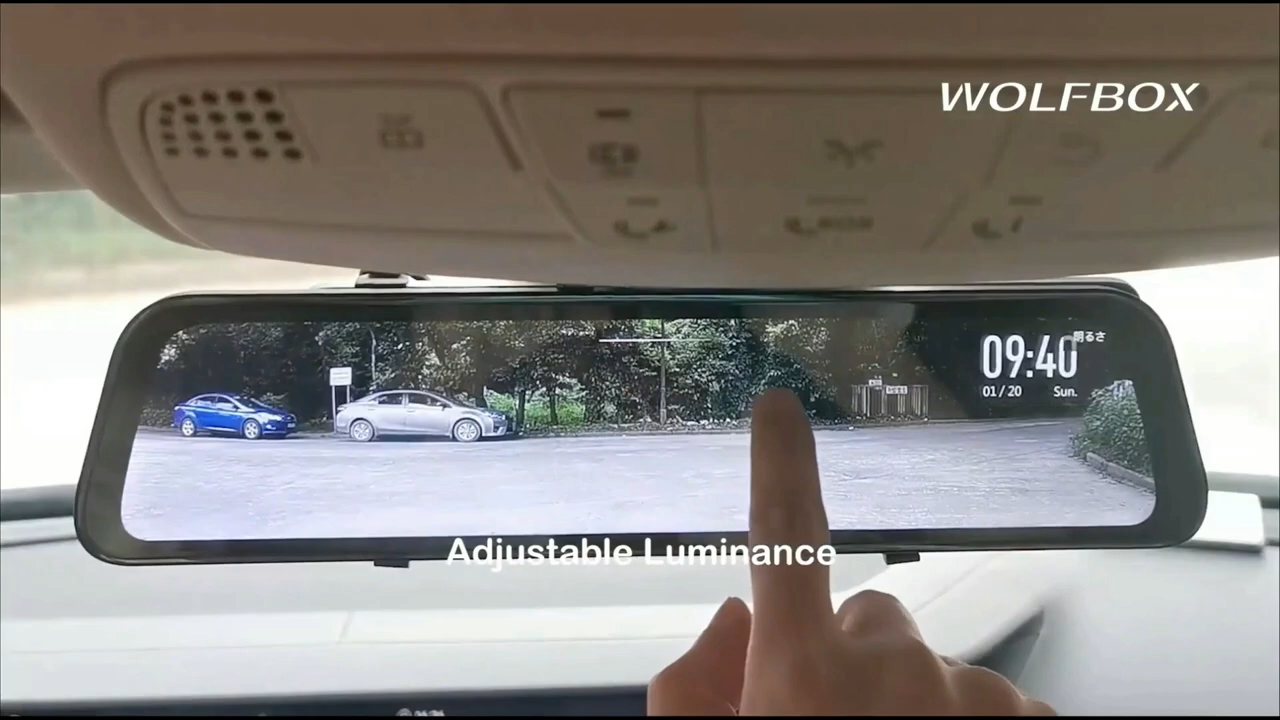 WOLFBOX
09:40
明るさ
01/20 Sun.
Adjustable Luminance